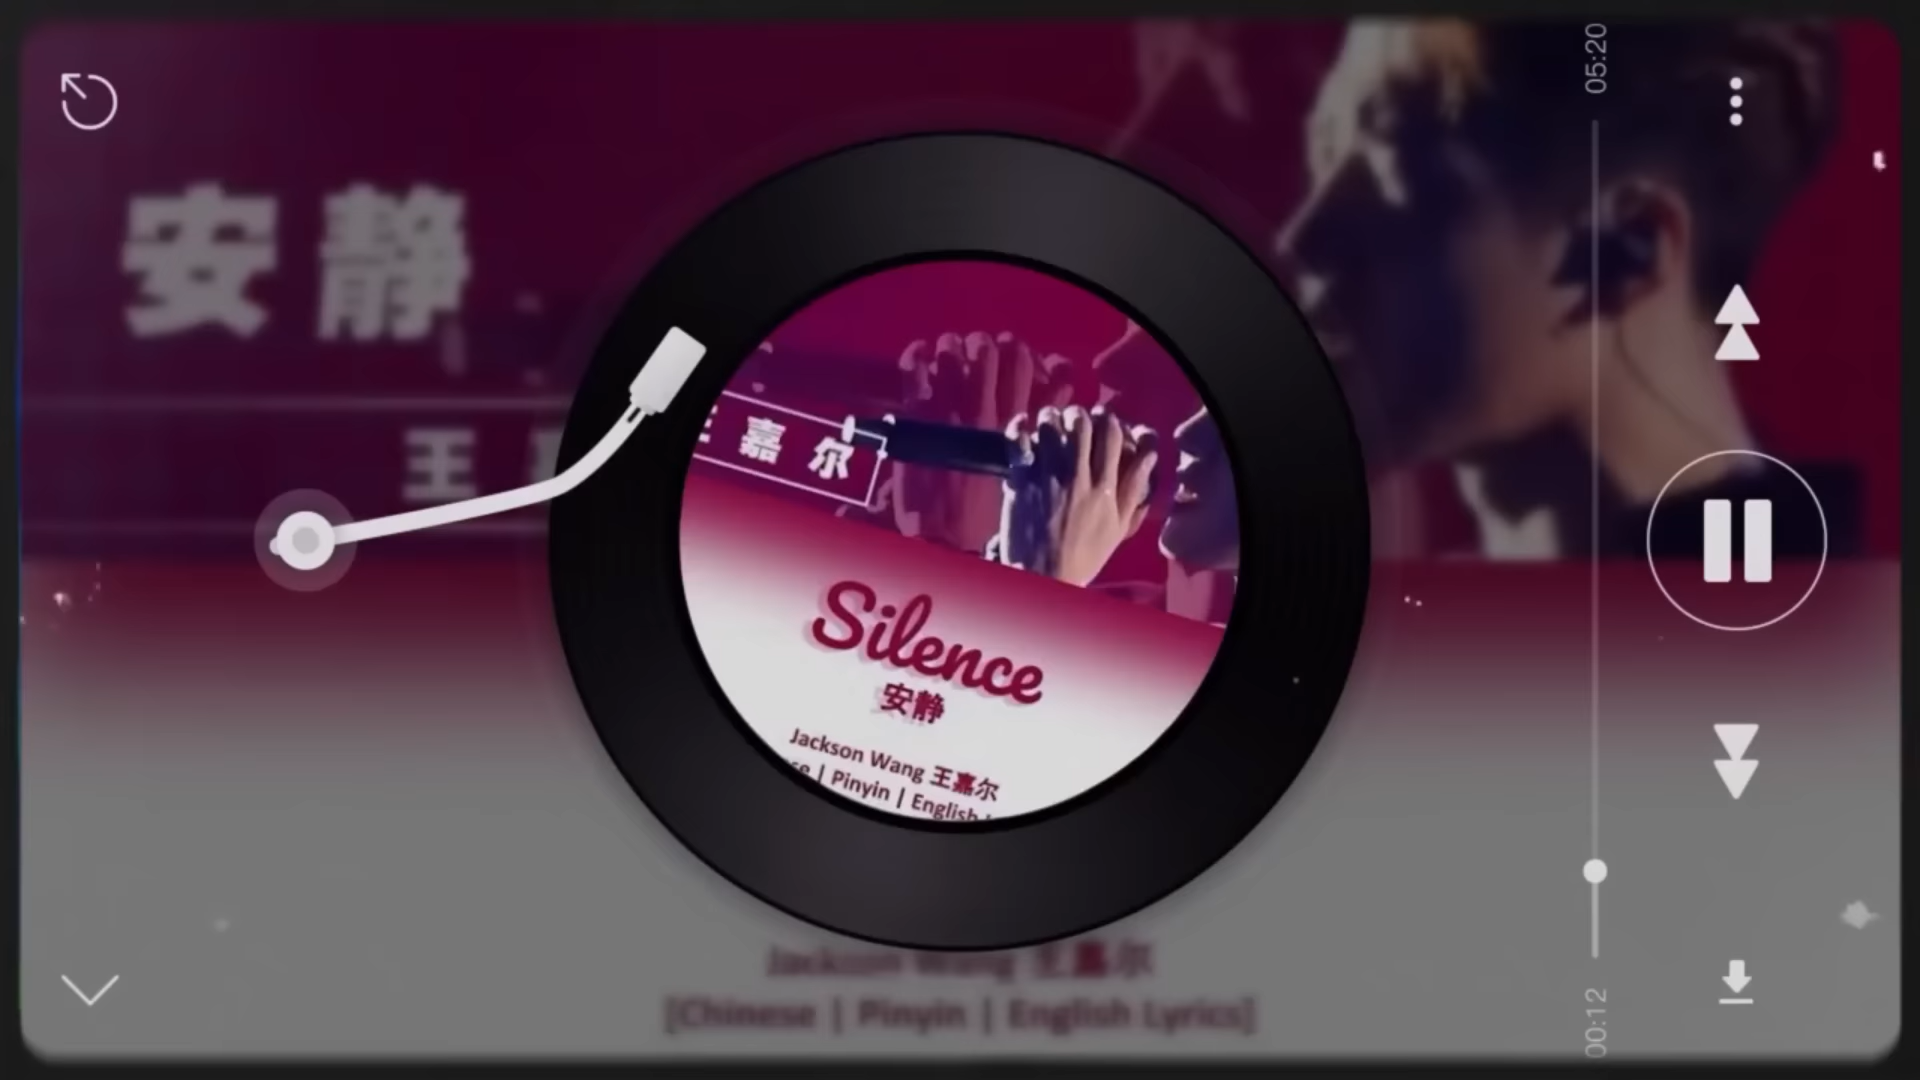 05:20
安静
王
嘉尔
Silence
安静
Jackson Wang 王嘉尔
| Pinyin | English
Jackson Wang 王嘉尔
[Chinese | Pinyin | English Lyrics]
00:12